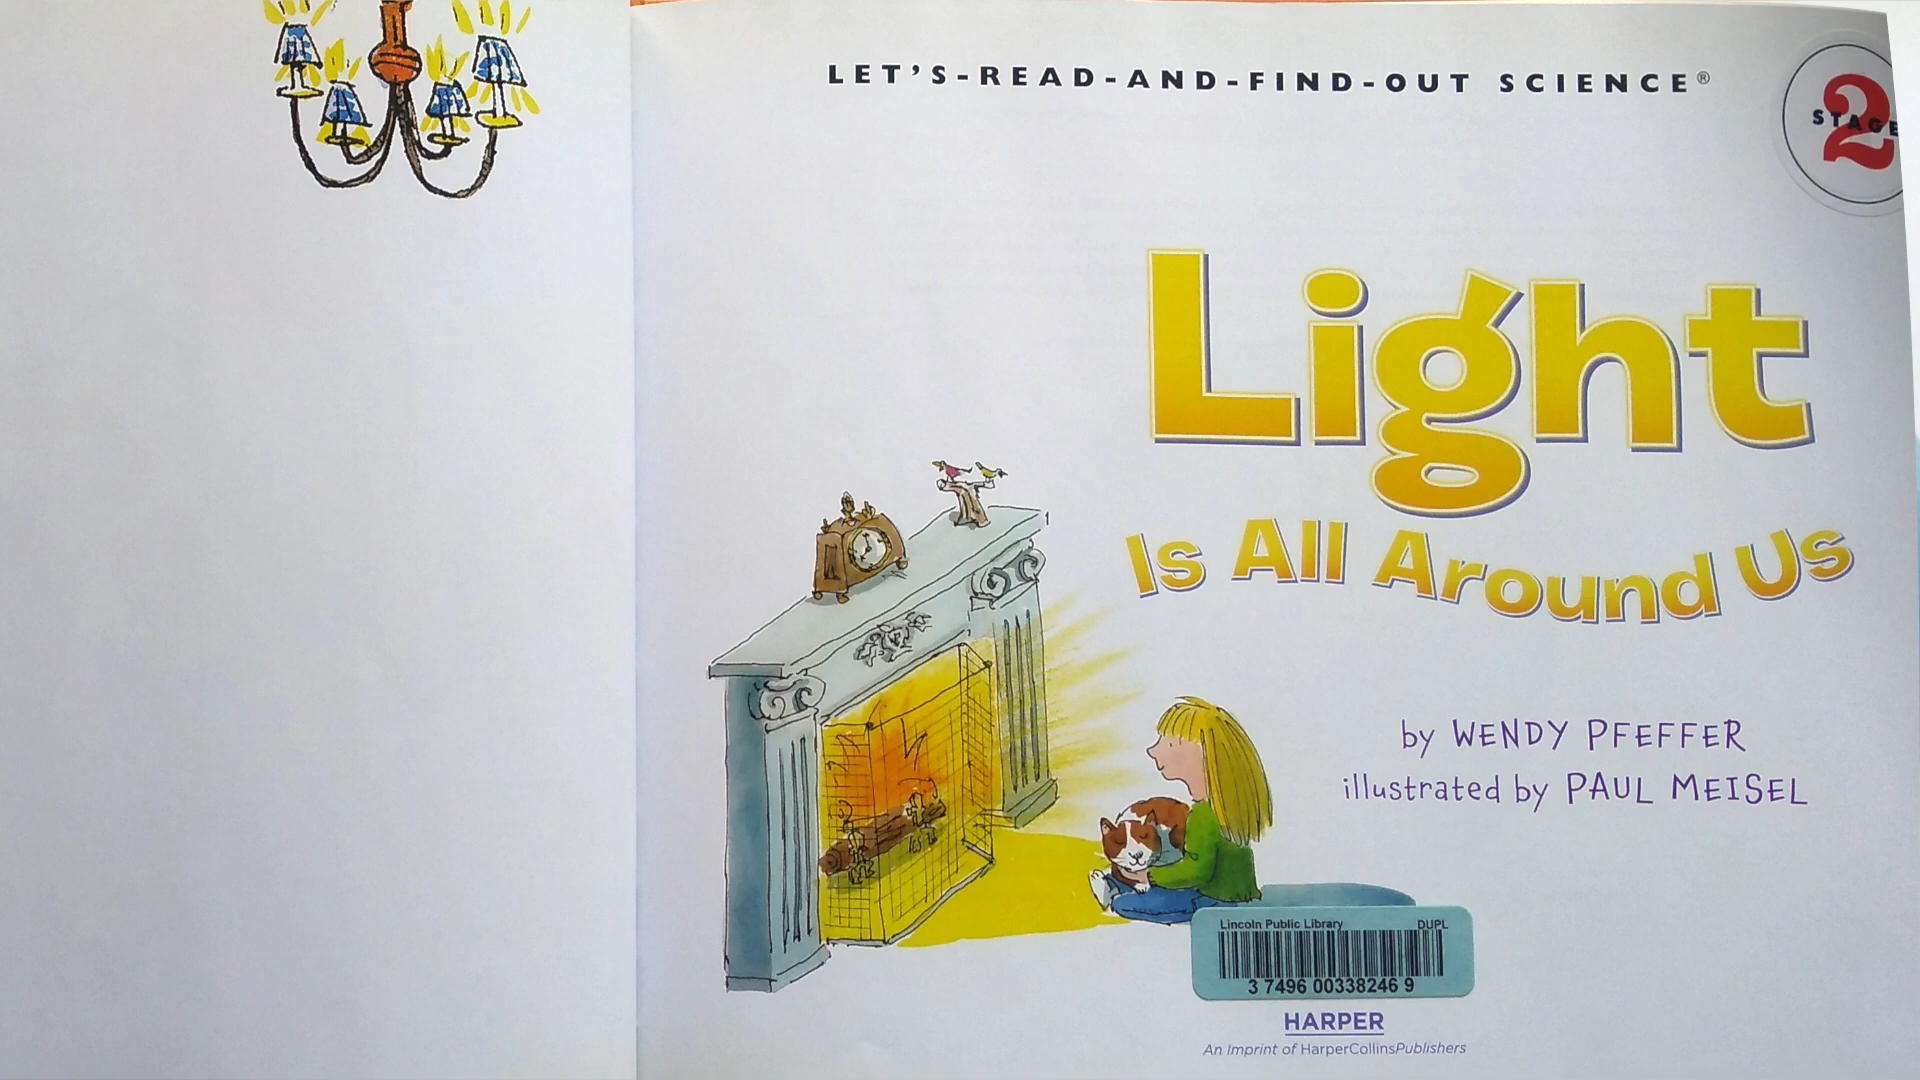 LET'S-READ-AND-FIND-OUT SCIENCE®
STAGE 2
Light
Is All Around Us
by WENDY PFEFFER
illustrated by PAUL MEISEL
Lincoln Public Library DUPL
3 7496 00338246 9
HARPER
An Imprint of HarperCollinsPublishers